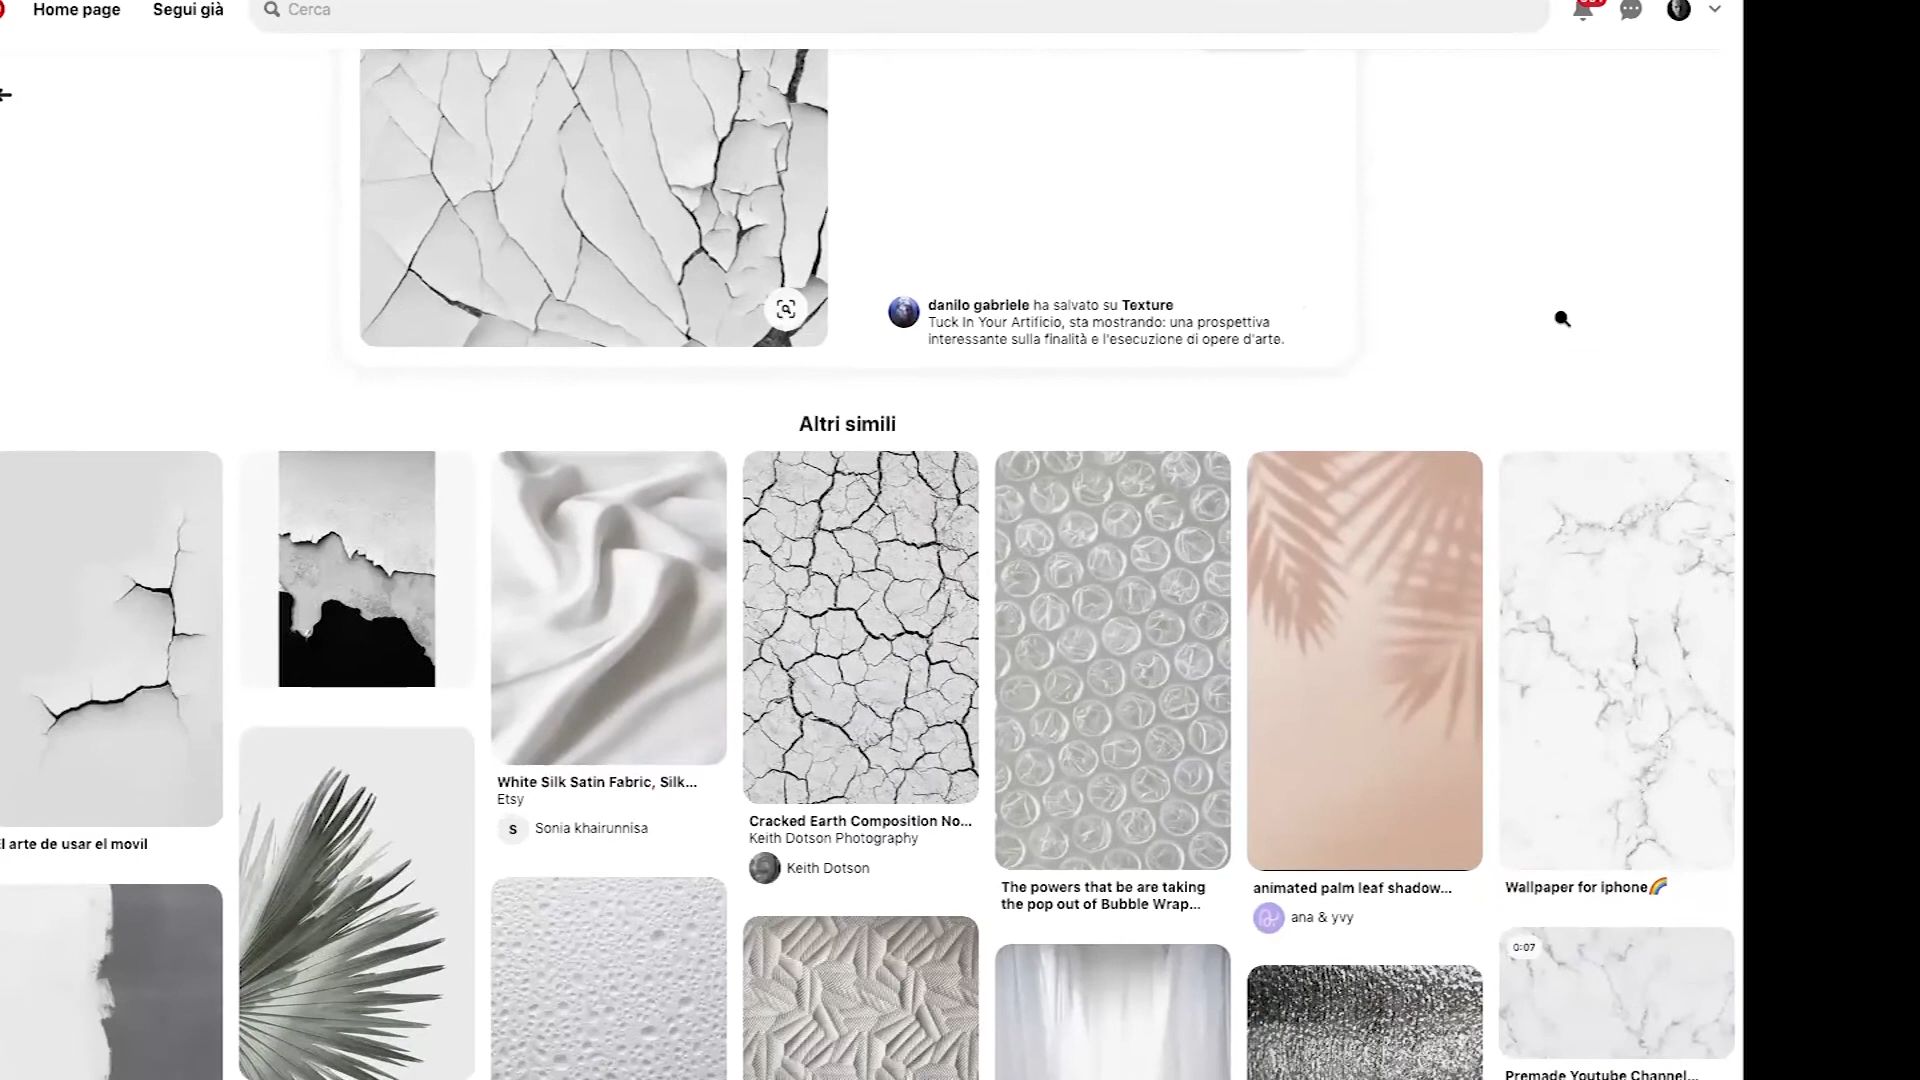 Home page
Segui già
Cerca
danilo gabriele ha salvato su Texture
Tuck In Your Artificio, sta mostrando: una prospettiva
interessante sulla finalità e l'esecuzione di opere d'arte.
Altri simili
l arte de usar el movil
White Silk Satin Fabric, Silk...
Etsy
S Sonia khairunnisa
Cracked Earth Composition No...
Keith Dotson Photography
Keith Dotson
The powers that be are taking
the pop out of Bubble Wrap...
animated palm leaf shadow...
ana & yvy
Wallpaper for iphone🌈
0:07
Premade Youtube Channel...